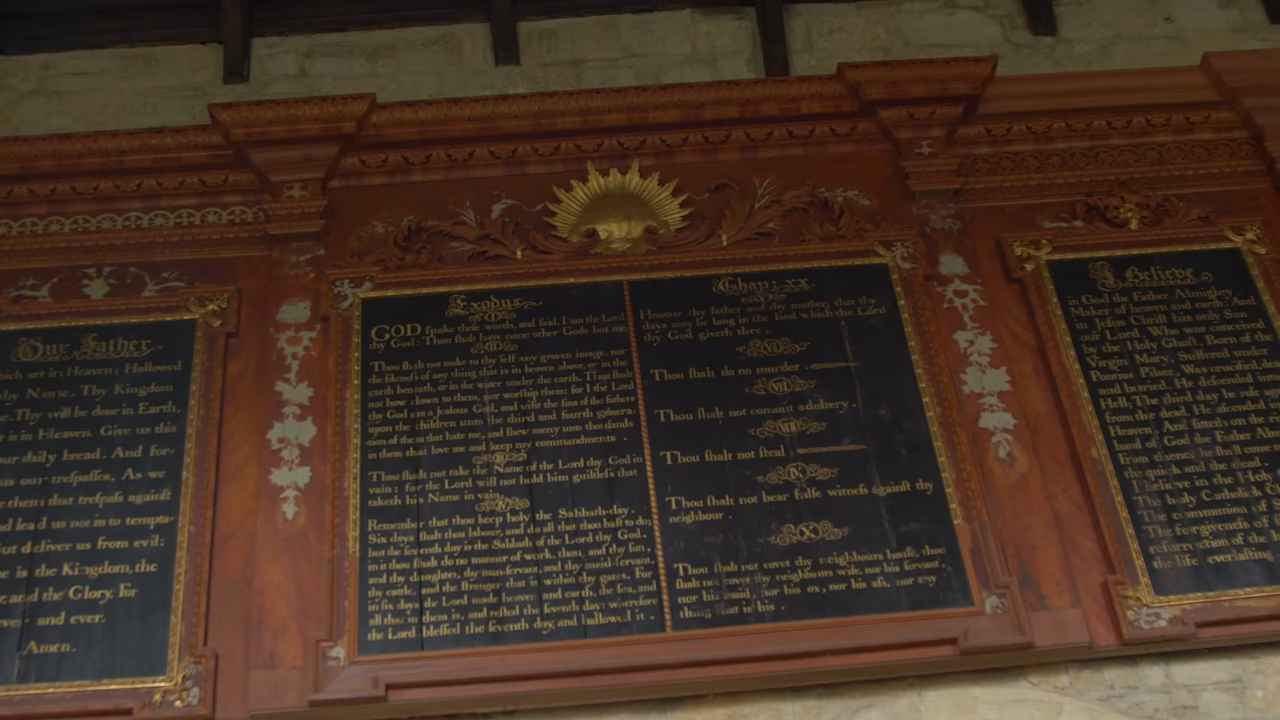 Our Father
hich art in Heaven; Hallowed
thy Name. Thy Kingdom
e. Thy will be done in Earth,
it is in Heaven. Give us this
our daily bread. And for-
us our treſpaſſes, As we
e them that treſpaſs againſt
nd lead us not in to tempta-
But deliver us from evil:
ne is the Kingdom, the
r, and the Glory, For
ever and ever.
Amen.
Exodus
I
GOD ſpake theſe words, and ſaid, I am the Lord
thy God: Thou ſhalt have none other Gods but me.
II
Thou ſhalt not make to thy ſelf any graven image, nor
the likeneſs of any thing that is in heaven above, or in the
earth beneath, or in the water under the earth. Thou ſhalt
not bow down to them, nor worſhip them: for I the Lord
thy God am a jealous God, and viſit the ſins of the fathers
upon the children unto the third and fourth genera-
tion of them that hate me, and ſhew mercy unto thouſands
in them that love me and keep my commandments.
III
Thou ſhalt not take the Name of the Lord thy God in
vain: for the Lord will not hold him guiltleſs that
taketh his Name in vain.
IV
Remember that thou keep holy the Sabbath-day.
Six days ſhalt thou labour, and do all that thou haſt to do;
but the ſeventh day is the Sabbath of the Lord thy God.
in it thou ſhalt do no manner of work, thou, and thy ſon,
and thy daughter, thy man-ſervant, and thy maid-ſervant,
thy cattle, and the ſtranger that is within thy gates. For
in ſix days the Lord made heaven and earth, the ſea, and
all that in them is, and reſted the ſeventh day: wherefore
the Lord bleſſed the ſeventh day, and hallowed it.
Chap: XX
V
Honour thy father and thy mother, that thy
days may be long in the land which the Lord
thy God giveth thee.
VI
Thou ſhalt do no murder.
VII
Thou ſhalt not commit adultery.
VIII
Thou ſhalt not steal
IX
Thou ſhalt not bear falſe witneſs againſt thy
neighbour.
X
Thou ſhalt not covet thy neighbours houſe, thou
ſhalt not covet thy neighbours wife, nor his ſervant,
nor his maid, nor his ox, nor his aſs, nor any
thing that is his.
I Believe
in God the Father Almighty
Maker of heaven and earth: And
in Jesus Chriſt his only Son
our Lord, Who was conceived
by the Holy Ghoſt, Born of the
Virgin Mary, Suffered under
Pontius Pilate, Was crucified, dea
and buried, He deſcended into
Hell; The third day he roſe ag
from the dead, He aſcended in
Heaven, And ſitteth on the ri
hand of God the Father Alm
From thence he ſhall come
the quick and the dead.
I believe in the Holy
The holy Catholick C
The communion of
The forgiveneſs of
reſurrection of the
the life everlaſting